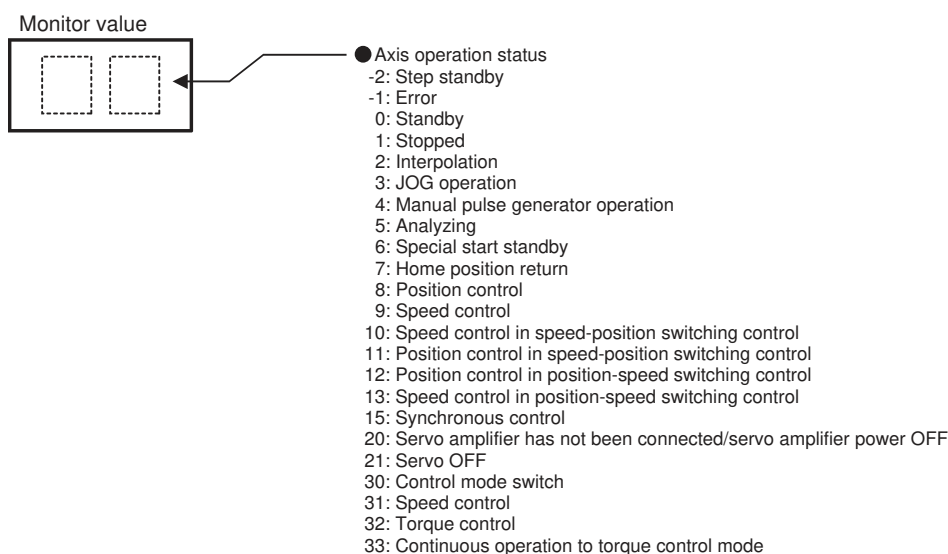 Monitor value
●Axis operation status
-2: Step standby
-1: Error
0: Standby
1: Stopped
2: Interpolation
3: JOG operation
4: Manual pulse generator operation
5: Analyzing
6: Special start standby
7: Home position return
8: Position control
9: Speed control
10: Speed control in speed-position switching control
11: Position control in speed-position switching control
12: Position control in position-speed switching control
13: Speed control in position-speed switching control
15: Synchronous control
20: Servo amplifier has not been connected/servo amplifier power OFF
21: Servo OFF
30: Control mode switch
31: Speed control
32: Torque control
33: Continuous operation to torque control mode